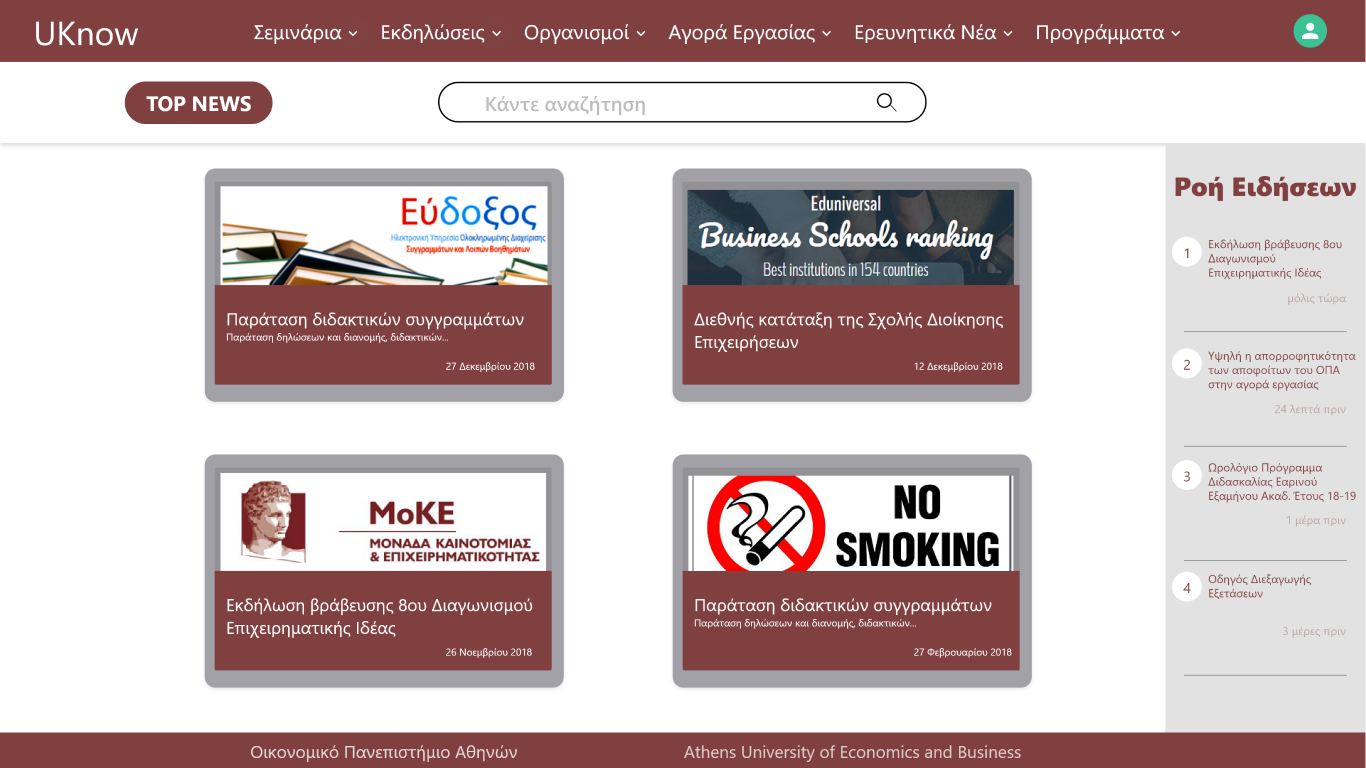 UKnow
Σεμινάρια
Εκδηλώσεις
Οργανισμοί
Αγορά Εργασίας
Ερευνητικά Νέα
Προγράμματα
TOP NEWS
Κάντε αναζήτηση
Εύδοξος
Ηλεκτρονική Υπηρεσία Ολοκληρωμένης Διαχείρισης
Συγγραμμάτων και Λοιπών Βοηθημάτων
Παράταση διδακτικών συγγραμμάτων
Παράταση δηλώσεων και διανομής, διδακτικών...
27 Δεκεμβρίου 2018
Eduniversal
Business Schools ranking
Best institutions in 154 countries
Διεθνής κατάταξη της Σχολής Διοίκησης
Επιχειρήσεων
12 Δεκεμβρίου 2018
ΜοΚΕ
ΜΟΝΑΔΑ ΚΑΙΝΟΤΟΜΙΑΣ
& ΕΠΙΧΕΙΡΗΜΑΤΙΚΟΤΗΤΑΣ
Εκδήλωση βράβευσης 8ου Διαγωνισμού
Επιχειρηματικής Ιδέας
26 Νοεμβρίου 2018
NO
SMOKING
Παράταση διδακτικών συγγραμμάτων
Παράταση δηλώσεων και διανομής, διδακτικών...
27 Φεβρουαρίου 2018
Ροή Ειδήσεων
1
Εκδήλωση βράβευσης 8ου
Διαγωνισμού
Επιχειρηματικής Ιδέας
μόλις τώρα
2
Υψηλή η απορροφητικότητα
των αποφοίτων του ΟΠΑ
στην αγορά εργασίας
24 λεπτά πριν
3
Ωρολόγιο Πρόγραμμα
Διδασκαλίας Εαρινού
Εξαμήνου Ακαδ. Έτους 18-19
1 μέρα πριν
4
Οδηγός Διεξαγωγής
Εξετάσεων
3 μέρες πριν
Οικονομικό Πανεπιστήμιο Αθηνών
Athens University of Economics and Business